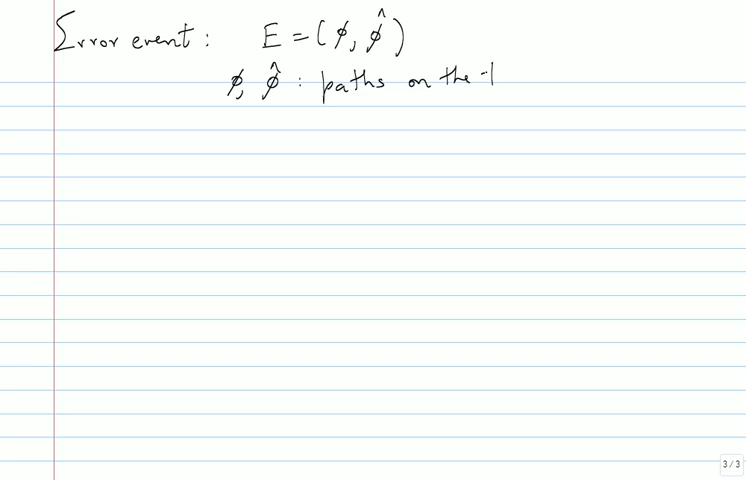 Error event : E = (ϕ, ϕ̂)
ϕ, ϕ̂ : paths on the
3/3